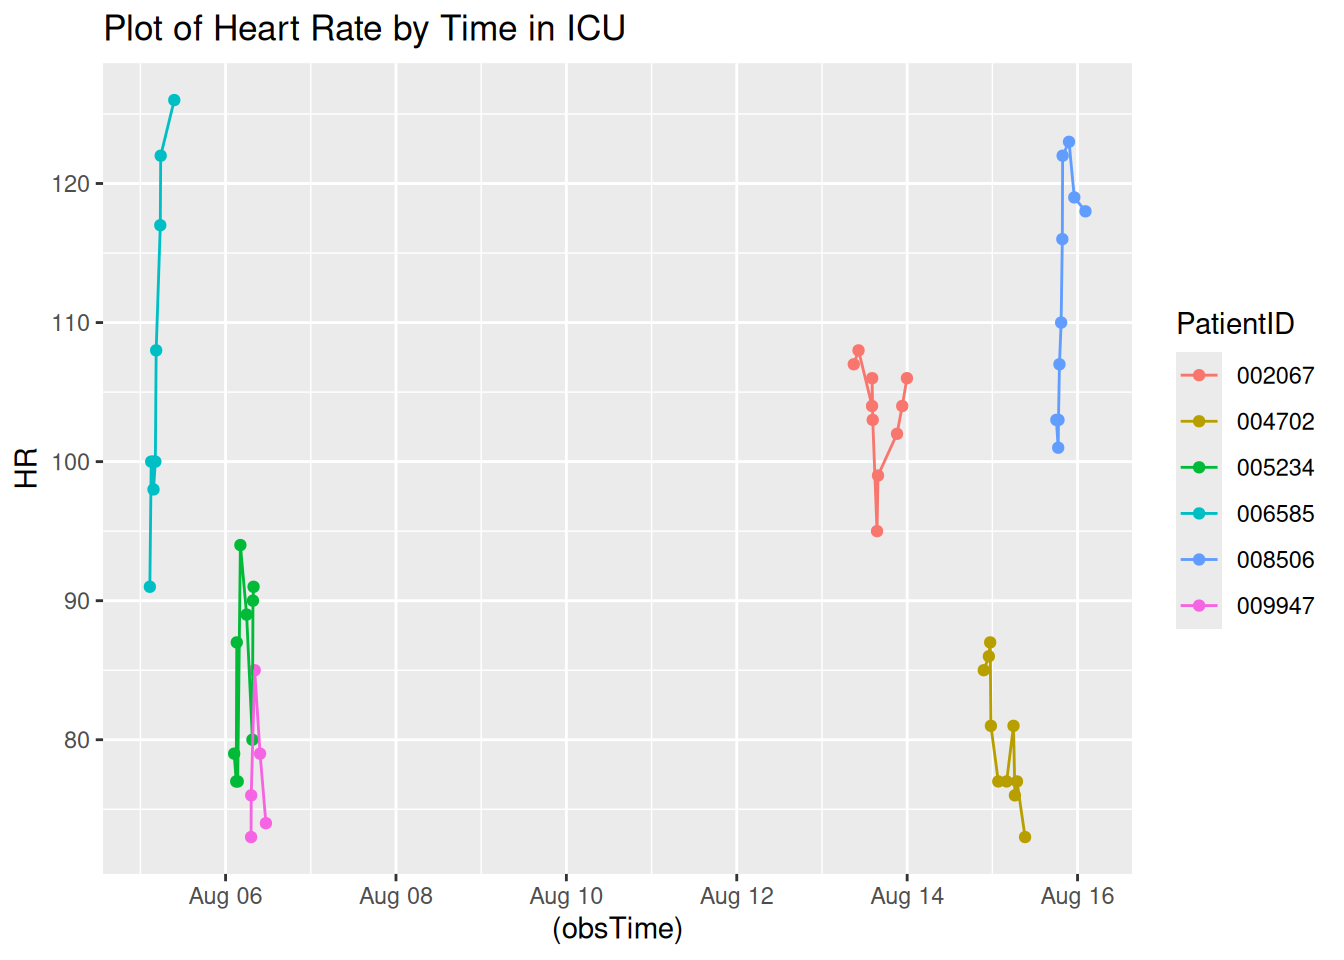 Plot of Heart Rate by Time in ICU
120
110
100
90
80
HR
Aug 06 Aug 08 Aug 10 Aug 12 Aug 14 Aug 16
(obsTime)
PatientID
002067
004702
005234
006585
008506
009947